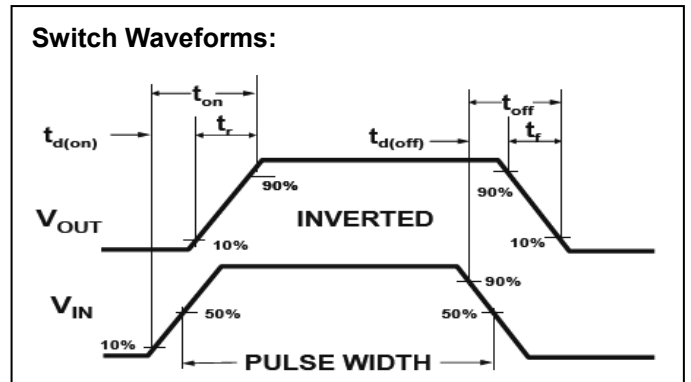 Switch Waveforms:
t_on t_off
t_d(on) t_r t_d(off) t_f
90% 90%
V_OUT INVERTED
10% 10%
90%
V_IN 50% 50%
10%
PULSE WIDTH